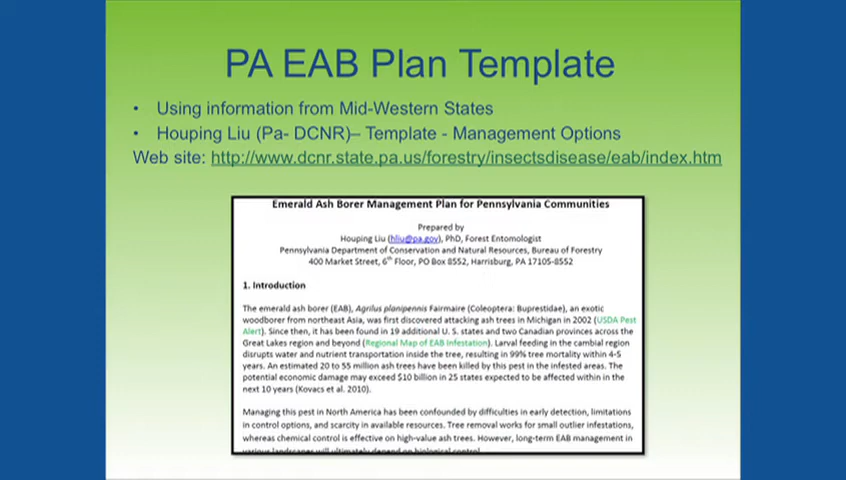 PA EAB Plan Template
• Using information from Mid-Western States
• Houping Liu (Pa- DCNR)– Template - Management Options
Web site: http://www.dcnr.state.pa.us/forestry/insectsdisease/eab/index.htm
Emerald Ash Borer Management Plan for Pennsylvania Communities
Prepared by
Houping Liu (hliu@pa.gov), PhD, Forest Entomologist
Pennsylvania Department of Conservation and Natural Resources, Bureau of Forestry
400 Market Street, 6th Floor, PO Box 8552, Harrisburg, PA 17105-8552
1. Introduction
The emerald ash borer (EAB), Agrilus planipennis Fairmaire (Coleoptera: Buprestidae), an exotic
woodborer from northeast Asia, was first discovered attacking ash trees in Michigan in 2002 (USDA Pest
Alert). Since then, it has been found in 19 additional U. S. states and two Canadian provinces across the
Great Lakes region and beyond (Regional Map of EAB Infestation). Larval feeding in the cambial region
disrupts water and nutrient transportation inside the tree, resulting in 99% tree mortality within 4-5
years. An estimated 20 to 55 million ash trees have been killed by this pest in the infested areas. The
potential economic damage may exceed $10 billion in 25 states expected to be affected within in the
next 10 years (Kovacs et al. 2010).
Managing this pest in North America has been confounded by difficulties in early detection, limitations
in control options, and scarcity in available resources. Tree removal works for small outlier infestations,
whereas chemical control is effective on high-value ash trees. However, long-term EAB management in
various landscapes will ultimately depend on biological control.